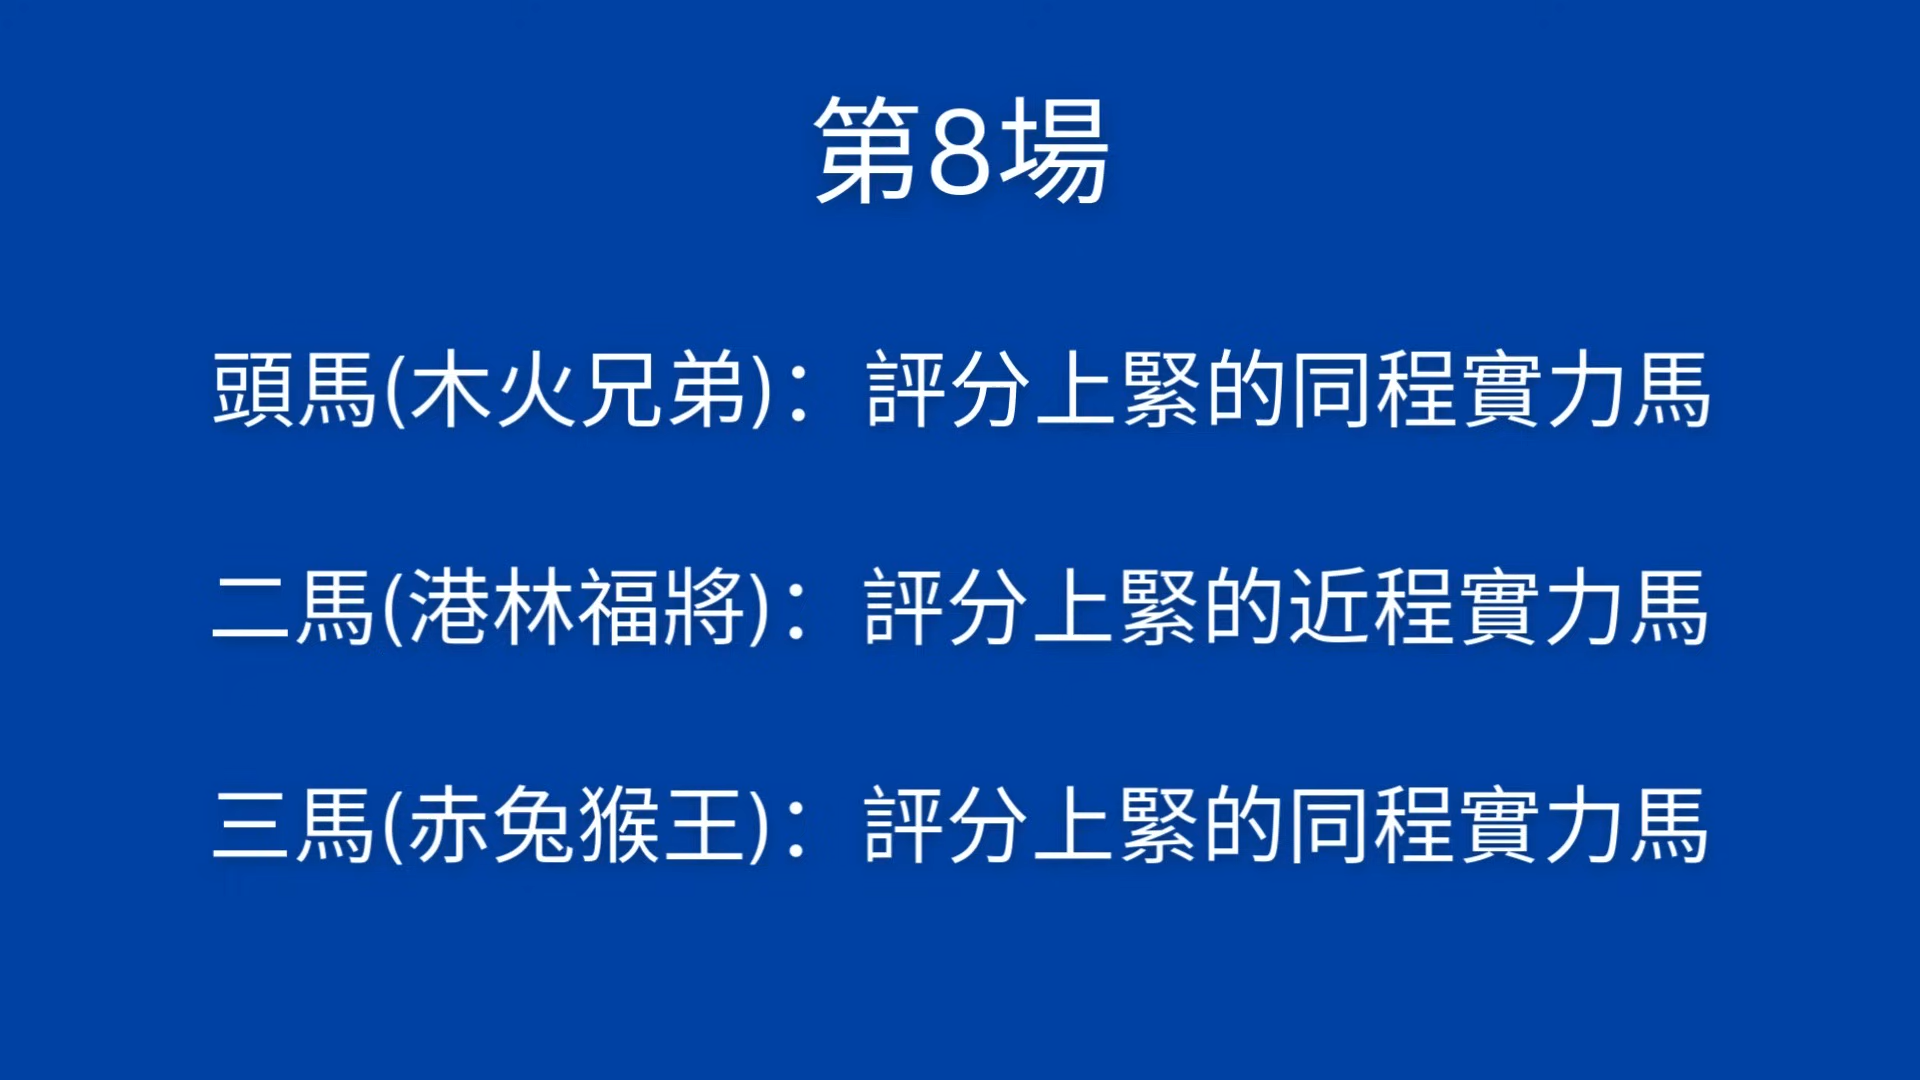 第8場
頭馬(木火兄弟)： 評分上緊的同程實力馬
二馬(港林福將)： 評分上緊的近程實力馬
三馬(赤兔猴王)： 評分上緊的同程實力馬